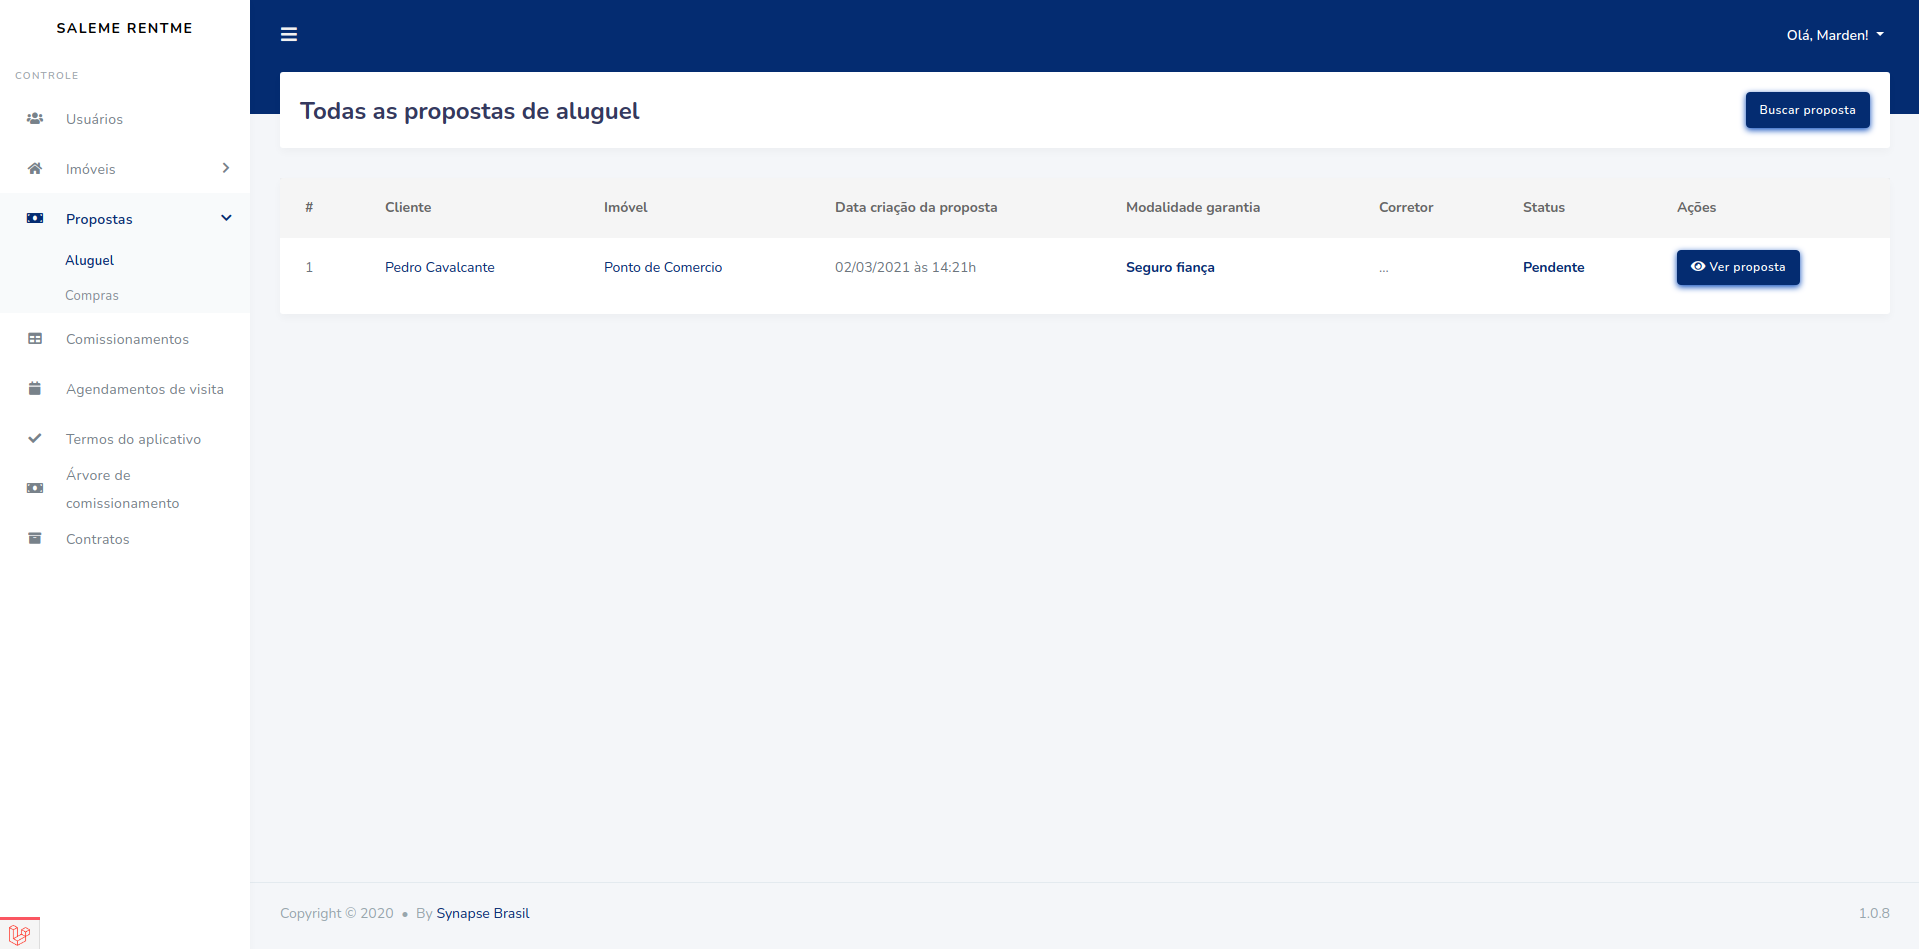 SALEME RENTME
CONTROLE
Usuários
Imóveis
Propostas
Aluguel
Compras
Comissionamentos
Agendamentos de visita
Termos do aplicativo
Árvore de
comissionamento
Contratos
Olá, Marden!
Todas as propostas de aluguel
Buscar proposta
# Cliente Imóvel Data criação da proposta Modalidade garantia Corretor Status Ações
1 Pedro Cavalcante Ponto de Comercio 02/03/2021 às 14:21h Seguro fiança ... Pendente Ver proposta
Copyright © 2020 • By Synapse Brasil
1.0.8